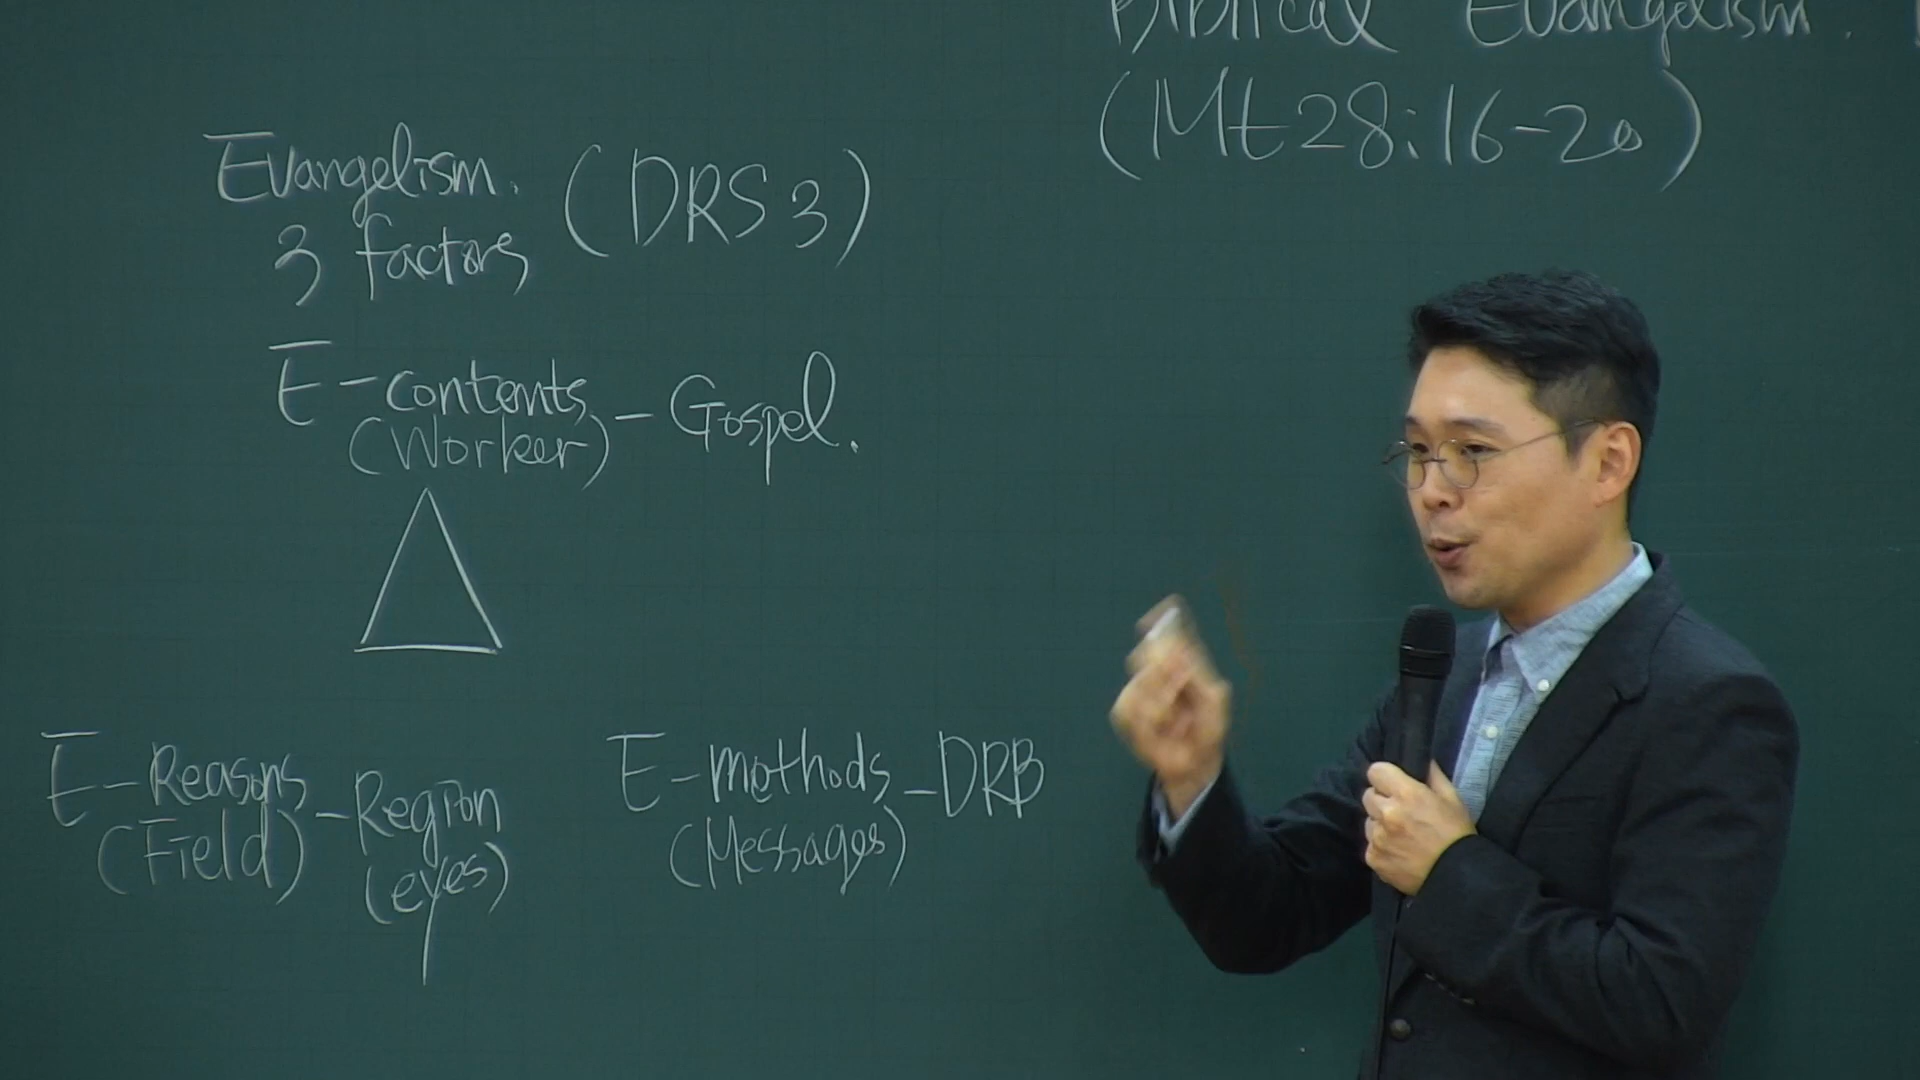 Biblical Evangelism.
(Mt 28:16-20)
Evangelism. (DRS 3)
3 factors
E-contents - Gospel.
(Worker)
E-Reasons - Region
(Field) (eyes)
E-methods - DRB
(Messages)